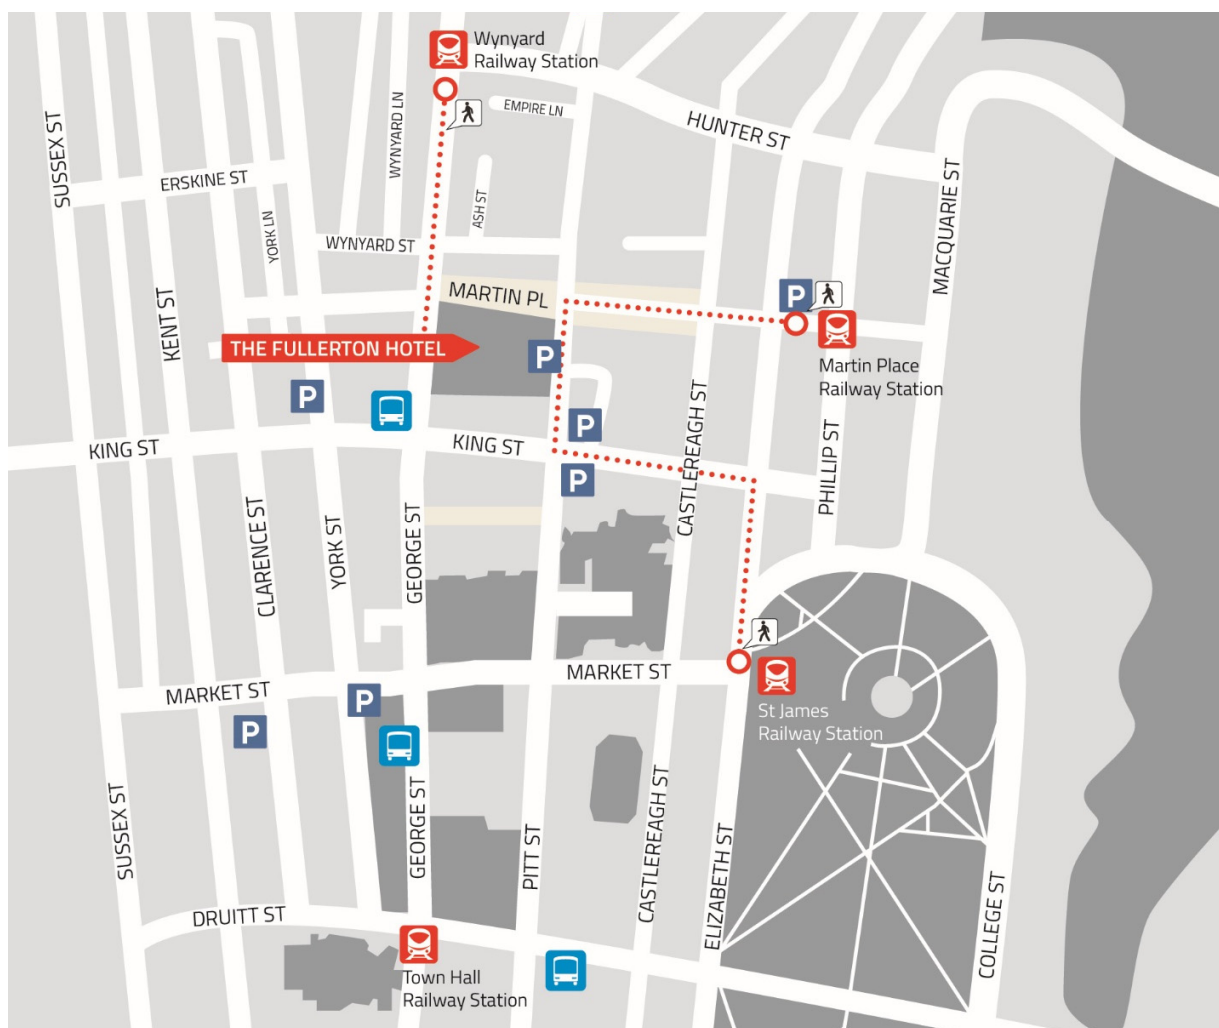 Wynyard
Railway Station
EMPIRE LN
HUNTER ST
SUSSEX ST
WYNYARD LN
ERSKINE ST
ASH ST
MACQUARIE ST
YORK LN
WYNYARD ST
KENT ST
MARTIN PL
P
THE FULLERTON HOTEL
P
Martin Place
Railway Station
P
P
KING ST
KING ST
CASTLEREAGH ST
PHILLIP ST
P
CLARENCE ST
YORK ST
GEORGE ST
MARKET ST
MARKET ST
P
P
St James
Railway Station
SUSSEX ST
GEORGE ST
PITT ST
CASTLEREAGH ST
ELIZABETH ST
DRUITT ST
COLLEGE ST
Town Hall
Railway Station